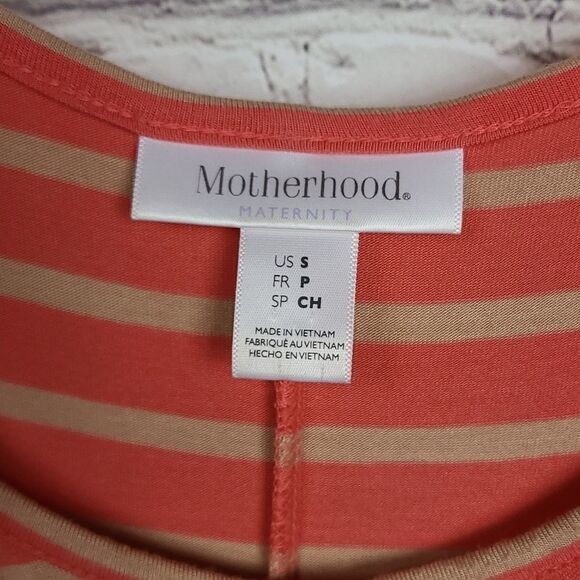 Motherhood®
MATERNITY
US S
FR P
SP CH
MADE IN VIETNAM
FABRIQUÉ AU VIETNAM
HECHO EN VIETNAM